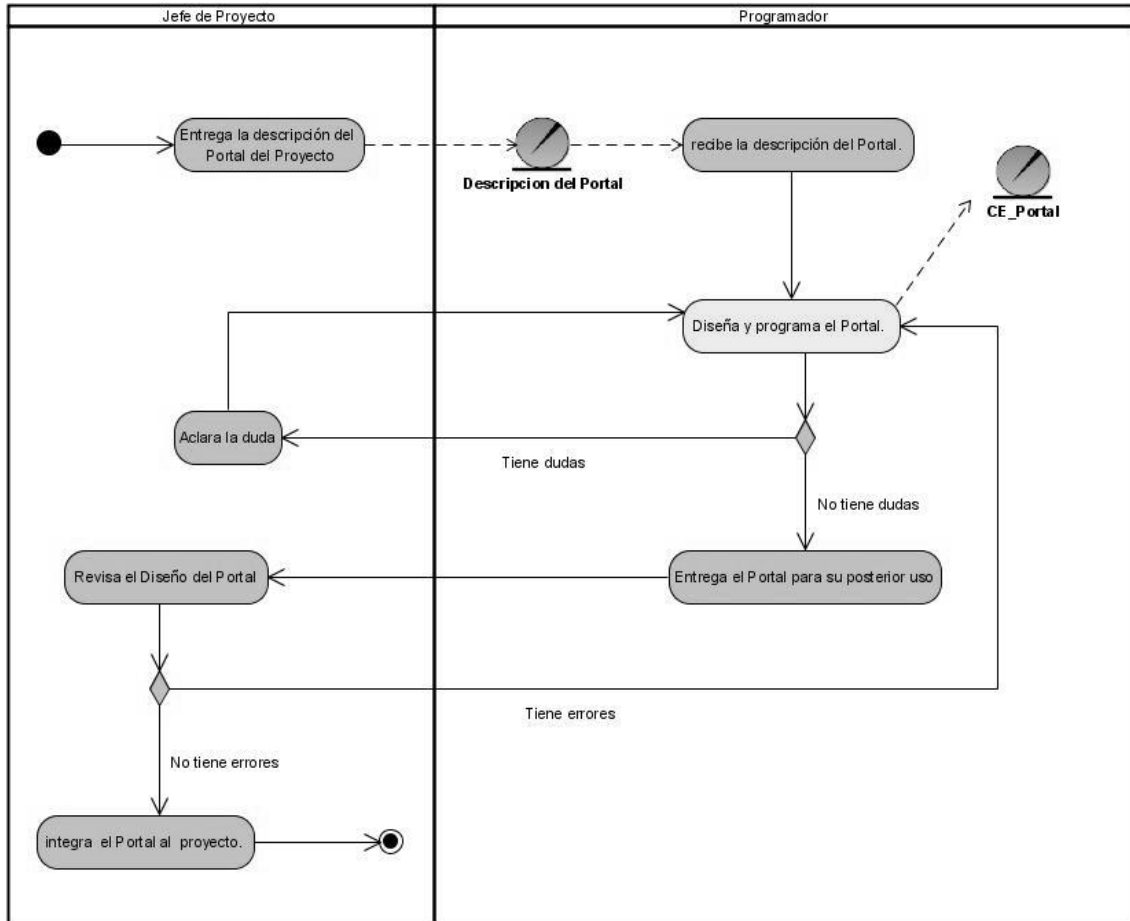 Jefe de Proyecto
Programador
Entrega la descripción del
Portal del Proyecto
Descripcion del Portal
recibe la descripción del Portal.
CE_Portal
Diseña y programa el Portal.
Aclara la duda
Tiene dudas
No tiene dudas
Revisa el Diseño del Portal
Entrega el Portal para su posterior uso
Tiene errores
No tiene errores
integra el Portal al proyecto.